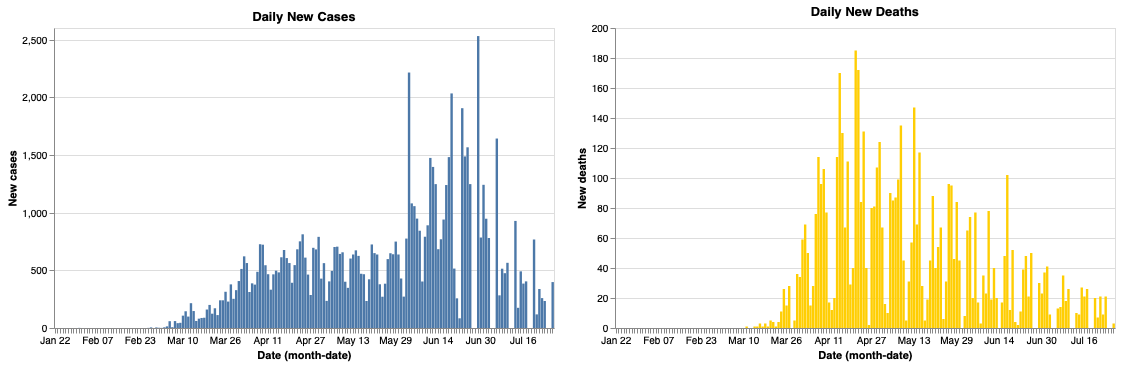 Daily New Cases
New cases
2,500
2,000
1,500
1,000
500
0
Jan 22 Feb 07 Feb 23 Mar 10 Mar 26 Apr 11 Apr 27 May 13 May 29 Jun 14 Jun 30 Jul 16
Date (month-date)
Daily New Deaths
New deaths
200
180
160
140
120
100
80
60
40
20
0
Jan 22 Feb 07 Feb 23 Mar 10 Mar 26 Apr 11 Apr 27 May 13 May 29 Jun 14 Jun 30 Jul 16
Date (month-date)